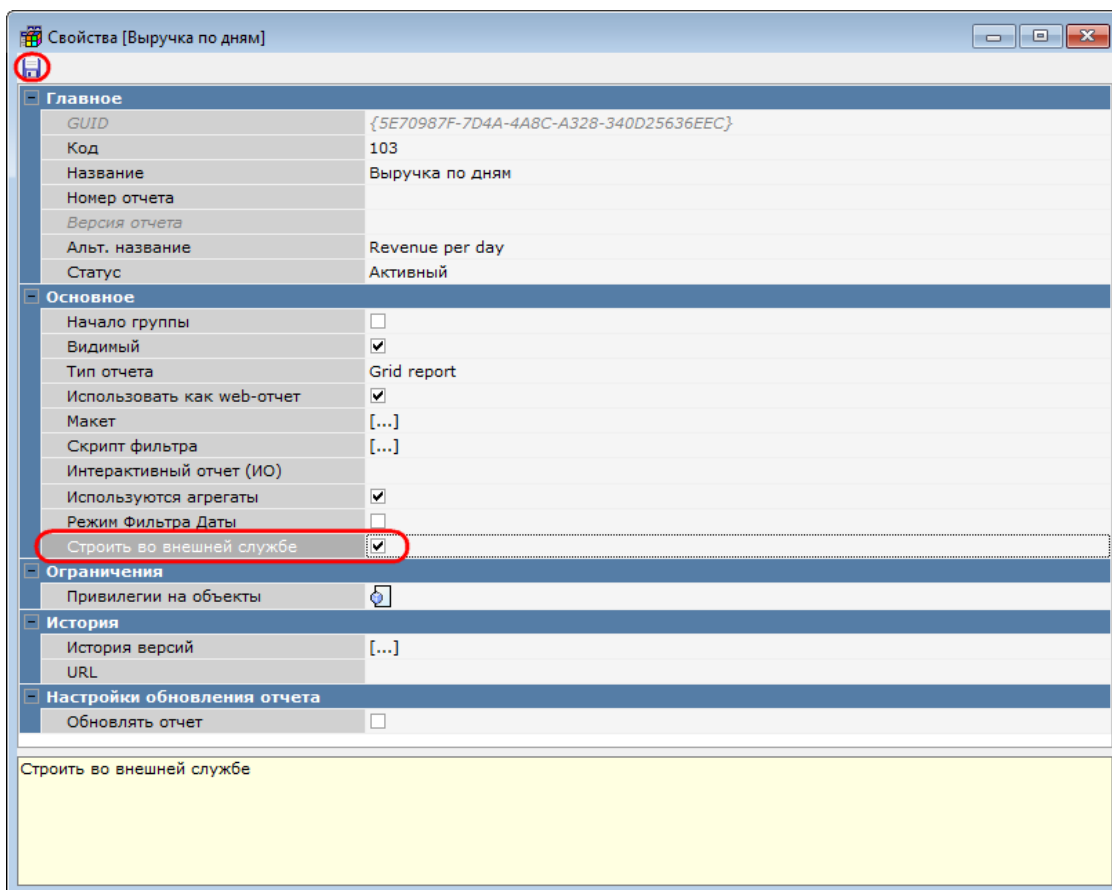 Свойства [Выручка по дням]
Главное
GUID {5E70987F-7D4A-4A8C-A328-340D25636EEC}
Код 103
Название Выручка по дням
Номер отчета
Версия отчета
Альт. название Revenue per day
Статус Активный
Основное
Начало группы
Видимый
Тип отчета Grid report
Использовать как web-отчет
Макет [...]
Скрипт фильтра [...]
Интерактивный отчет (ИО)
Используются агрегаты
Режим Фильтра Даты
Строить во внешней службе
Ограничения
Привилегии на объекты
История
История версий [...]
URL
Настройки обновления отчета
Обновлять отчет
Строить во внешней службе